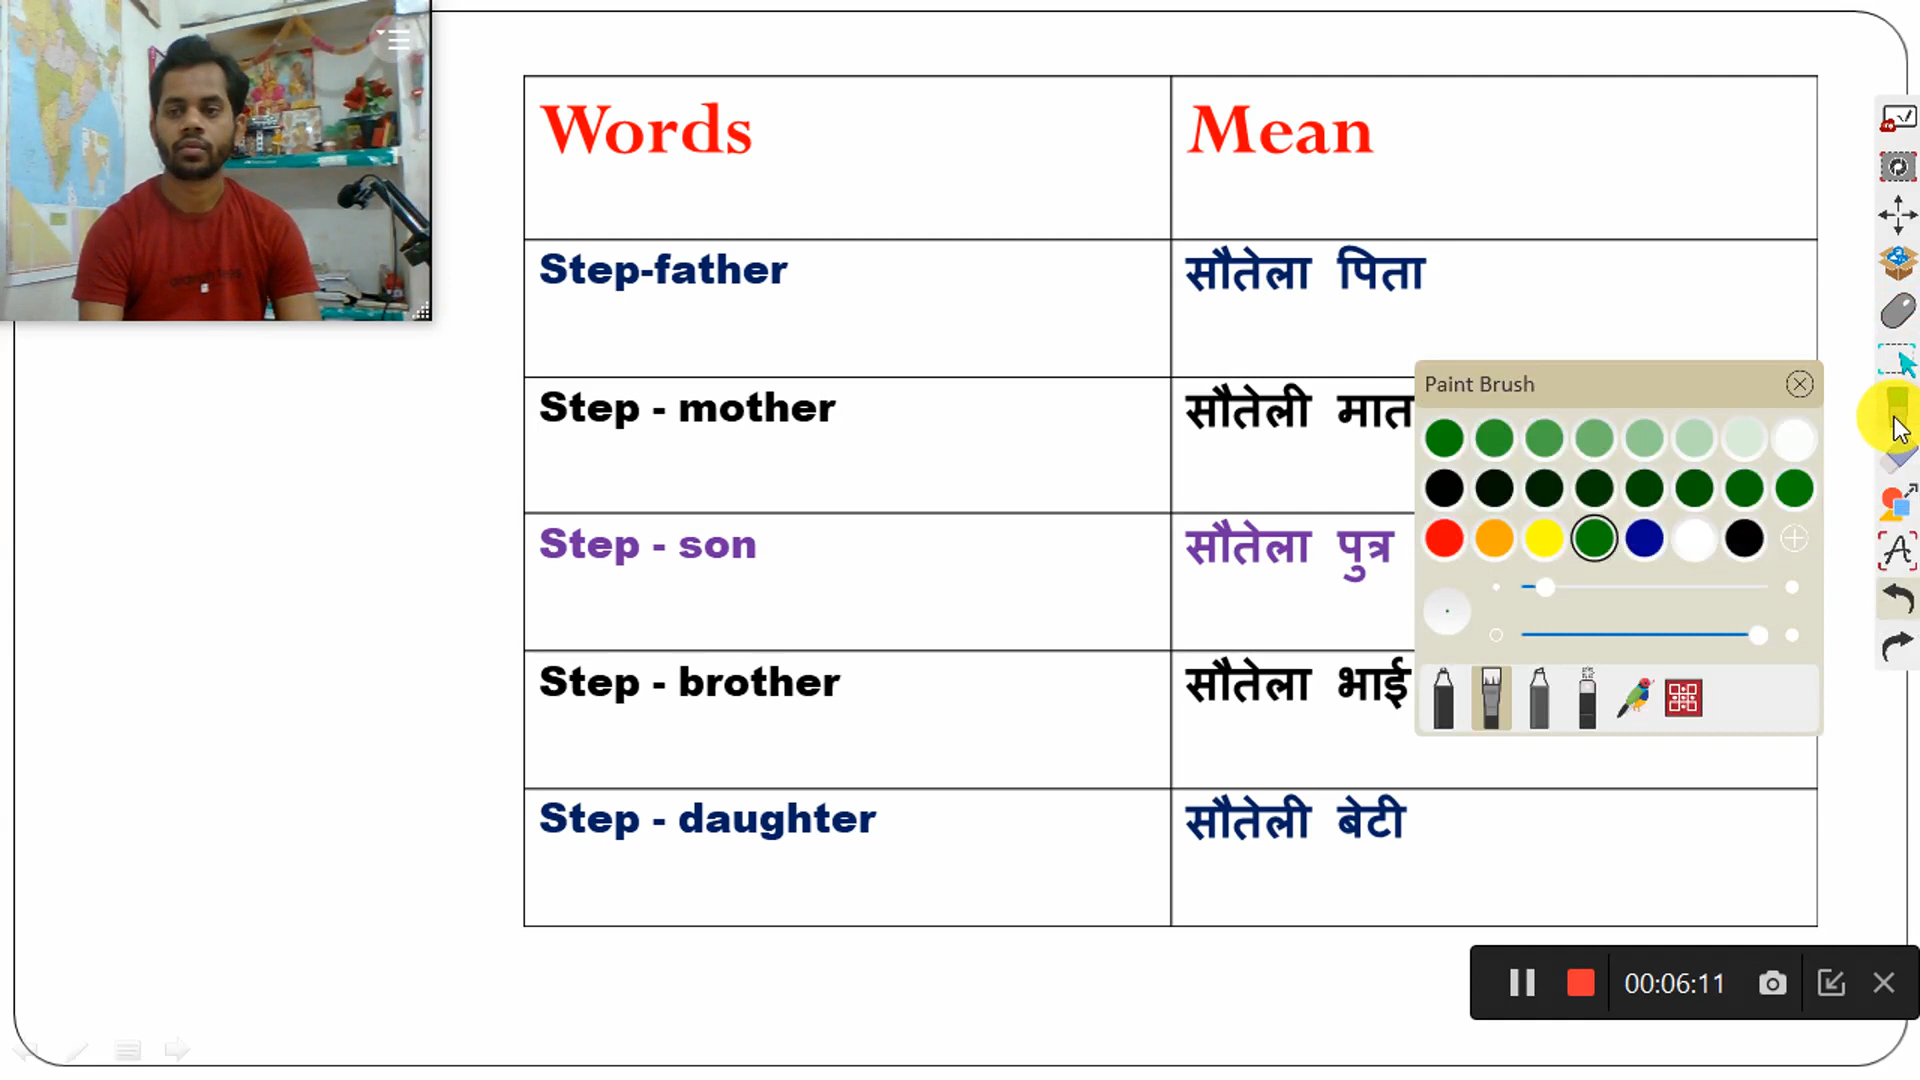 Words Mean
Step-father सौतेला पिता
Step - mother सौतेली मात
Step - son सौतेला पुत्र
Step - brother सौतेला भाई
Step - daughter सौतेली बेटी
Paint Brush
00:06:11